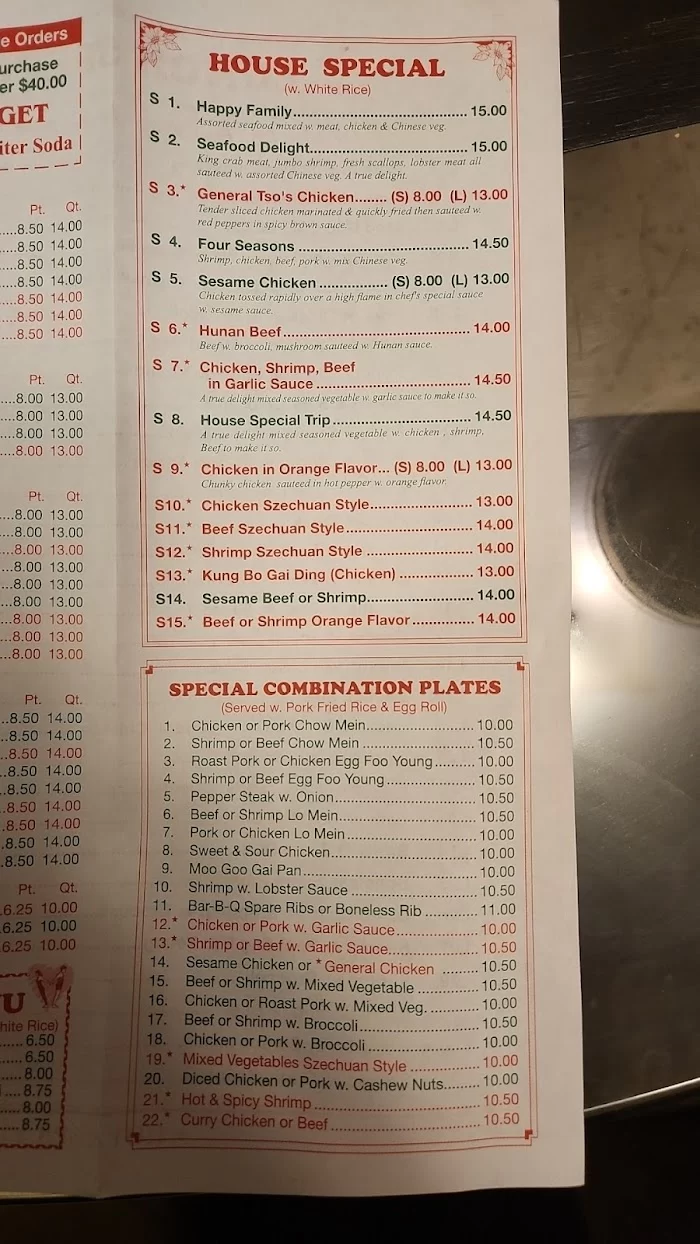 e Orders
urchase
er $40.00
GET
iter Soda
Pt. Qt.
.....8.50 14.00
...8.50 14.00
...8.50 14.00
....8.50 14.00
....8.50 14.00
....8.50 14.00
....8.50 14.00
Pt. Qt.
....8.00 13.00
...8.00 13.00
...8.00 13.00
...8.00 13.00
Pt. Qt.
...8.00 13.00
...8.00 13.00
...8.00 13.00
...8.00 13.00
...8.00 13.00
...8.00 13.00
...8.00 13.00
...8.00 13.00
...8.00 13.00
Pt. Qt.
..8.50 14.00
..8.50 14.00
..8.50 14.00
..8.50 14.00
..8.50 14.00
..8.50 14.00
..8.50 14.00
..8.50 14.00
..8.50 14.00
Pt. Qt.
.6.25 10.00
.6.25 10.00
.6.25 10.00
U
hite Rice)
...... 6.50
..... 6.50
.... 8.00
.... 8.75
.... 8.00
.... 8.75
HOUSE SPECIAL
(w. White Rice)
S 1. Happy Family............ 15.00
Assorted seafood mixed w. meat, chicken & Chinese veg.
S 2. Seafood Delight............ 15.00
King crab meat, jumbo shrimp, fresh scallops, lobster meat all
sauteed w. assorted Chinese veg. A true delight.
S 3.* General Tso's Chicken........ (S) 8.00 (L) 13.00
Tender sliced chicken marinated & quickly fried then sauteed w.
red peppers in spicy brown sauce.
S 4. Four Seasons ............ 14.50
Shrimp, chicken, beef, pork w. mix Chinese veg.
S 5. Sesame Chicken ................ (S) 8.00 (L) 13.00
Chicken tossed rapidly over a high flame in chef's special sauce
w. sesame sauce.
S 6.* Hunan Beef............ 14.00
Beef w. broccoli, mushroom sauteed w. Hunan sauce.
S 7.* Chicken, Shrimp, Beef
in Garlic Sauce ............ 14.50
A true delight mixed seasoned vegetable w. garlic sauce to make it so.
S 8. House Special Trip............ 14.50
A true delight mixed seasoned vegetable w. chicken , shrimp,
Beef to make it so.
S 9.* Chicken in Orange Flavor... (S) 8.00 (L) 13.00
Chunky chicken sauteed in hot pepper w. orange flavor.
S10.* Chicken Szechuan Style............ 13.00
S11.* Beef Szechuan Style............ 14.00
S12.* Shrimp Szechuan Style ............ 14.00
S13.* Kung Bo Gai Ding (Chicken) ............ 13.00
S14. Sesame Beef or Shrimp............ 14.00
S15.* Beef or Shrimp Orange Flavor............ 14.00
SPECIAL COMBINATION PLATES
(Served w. Pork Fried Rice & Egg Roll)
1. Chicken or Pork Chow Mein............ 10.00
2. Shrimp or Beef Chow Mein ............ 10.50
3. Roast Pork or Chicken Egg Foo Young......... 10.00
4. Shrimp or Beef Egg Foo Young............ 10.50
5. Pepper Steak w. Onion............ 10.50
6. Beef or Shrimp Lo Mein............ 10.50
7. Pork or Chicken Lo Mein............ 10.00
8. Sweet & Sour Chicken............ 10.00
9. Moo Goo Gai Pan............ 10.00
10. Shrimp w. Lobster Sauce ............ 10.50
11. Bar-B-Q Spare Ribs or Boneless Rib ............ 11.00
12.* Chicken or Pork w. Garlic Sauce............ 10.00
13.* Shrimp or Beef w. Garlic Sauce............ 10.50
14. Sesame Chicken or *General Chicken ........ 10.50
15. Beef or Shrimp w. Mixed Vegetable ............ 10.50
16. Chicken or Roast Pork w. Mixed Veg. ............ 10.00
17. Beef or Shrimp w. Broccoli............ 10.50
18. Chicken or Pork w. Broccoli ............ 10.00
19.* Mixed Vegetables Szechuan Style ............ 10.00
20. Diced Chicken or Pork w. Cashew Nuts........ 10.00
21.* Hot & Spicy Shrimp ............ 10.50
22.* Curry Chicken or Beef ............ 10.50